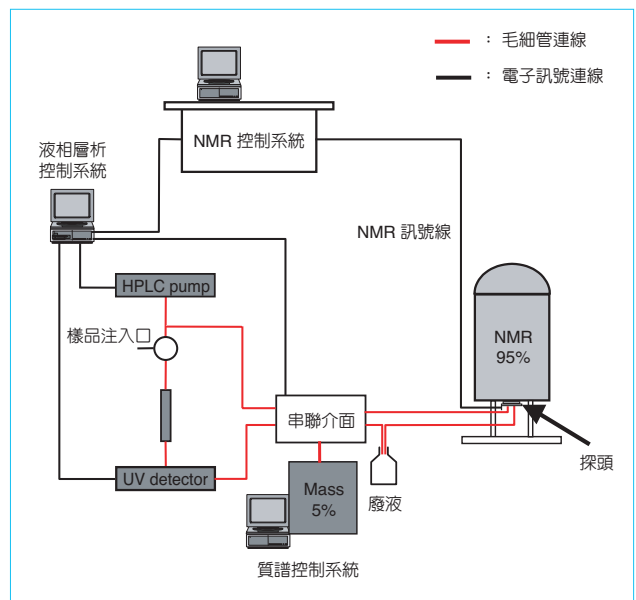 ： 毛細管連線
： 電子訊號連線
NMR 控制系統
液相層析
控制系統
NMR 訊號線
HPLC pump
樣品注入口
NMR
95%
串聯介面
探頭
UV detector
Mass
5%
廢液
質譜控制系統